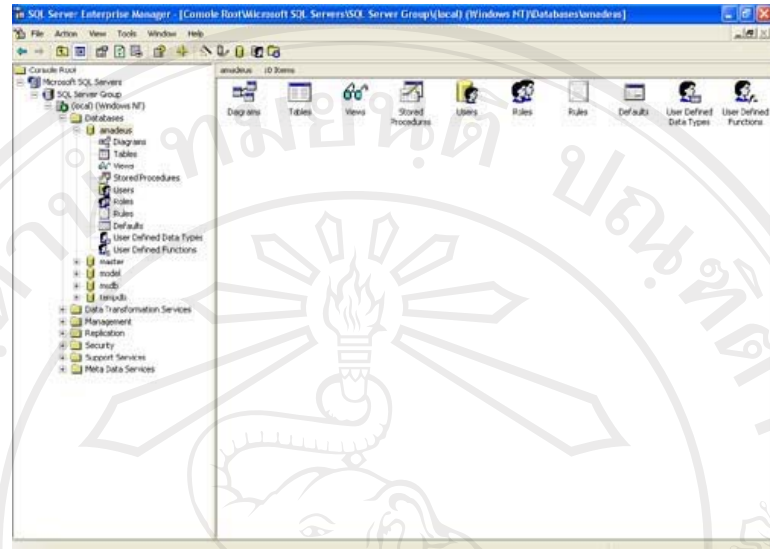 SQL Server Enterprise Manager - [Console Root\Microsoft SQL Servers\SQL Server Group\(local) (Windows NT)\Databases\amadeus]
File Action View Tools Window Help
Console Root
Microsoft SQL Servers
SQL Server Group
(local) (Windows NT)
Databases
amadeus
Diagrams
Tables
Views
Stored Procedures
Users
Roles
Rules
Defaults
User Defined Data Types
User Defined Functions
master
model
msdb
tempdb
Data Transformation Services
Management
Replication
Security
Support Services
Meta Data Services
amadeus 10 Items
Diagrams Tables Views Stored Procedures Users Roles Rules Defaults User Defined Data Types User Defined Functions